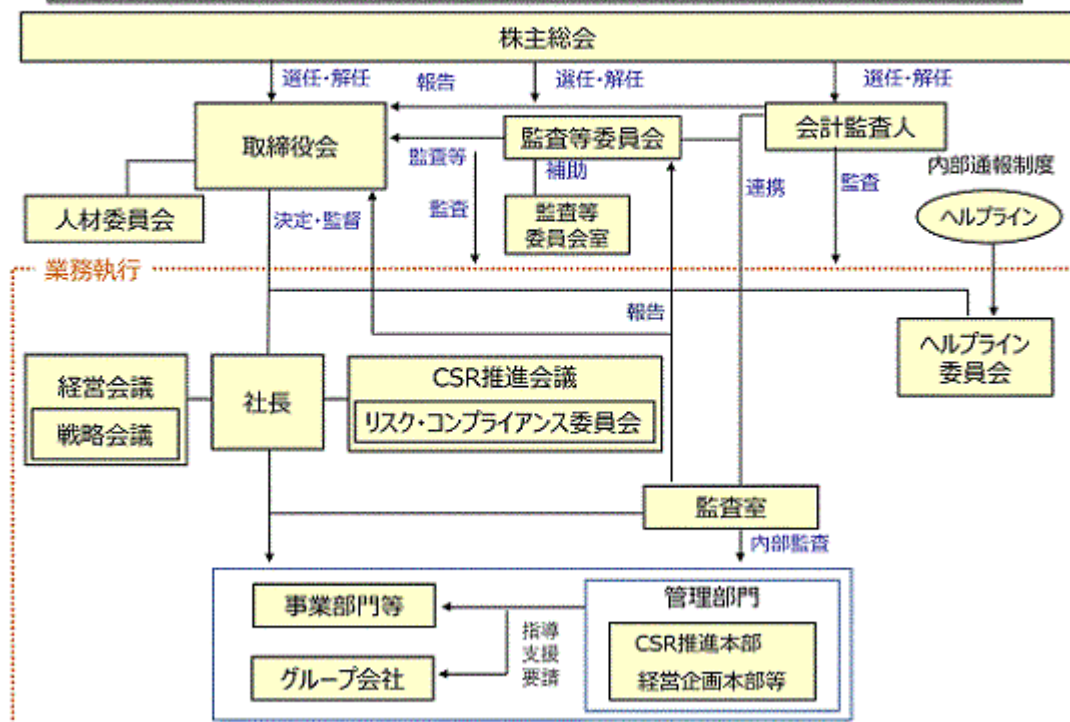 株主総会
選任・解任
報告
選任・解任
選任・解任
取締役会
監査等委員会
会計監査人
監査等
補助
連携
監査
内部通報制度
人材委員会
決定・監督
監査
監査等
委員会室
ヘルプライン
業務執行
報告
ヘルプライン
委員会
経営会議
戦略会議
社長
CSR推進会議
リスク・コンプライアンス委員会
監査室
内部監査
事業部門等
管理部門
指導
支援
要請
CSR推進本部
経営企画本部等
グループ会社